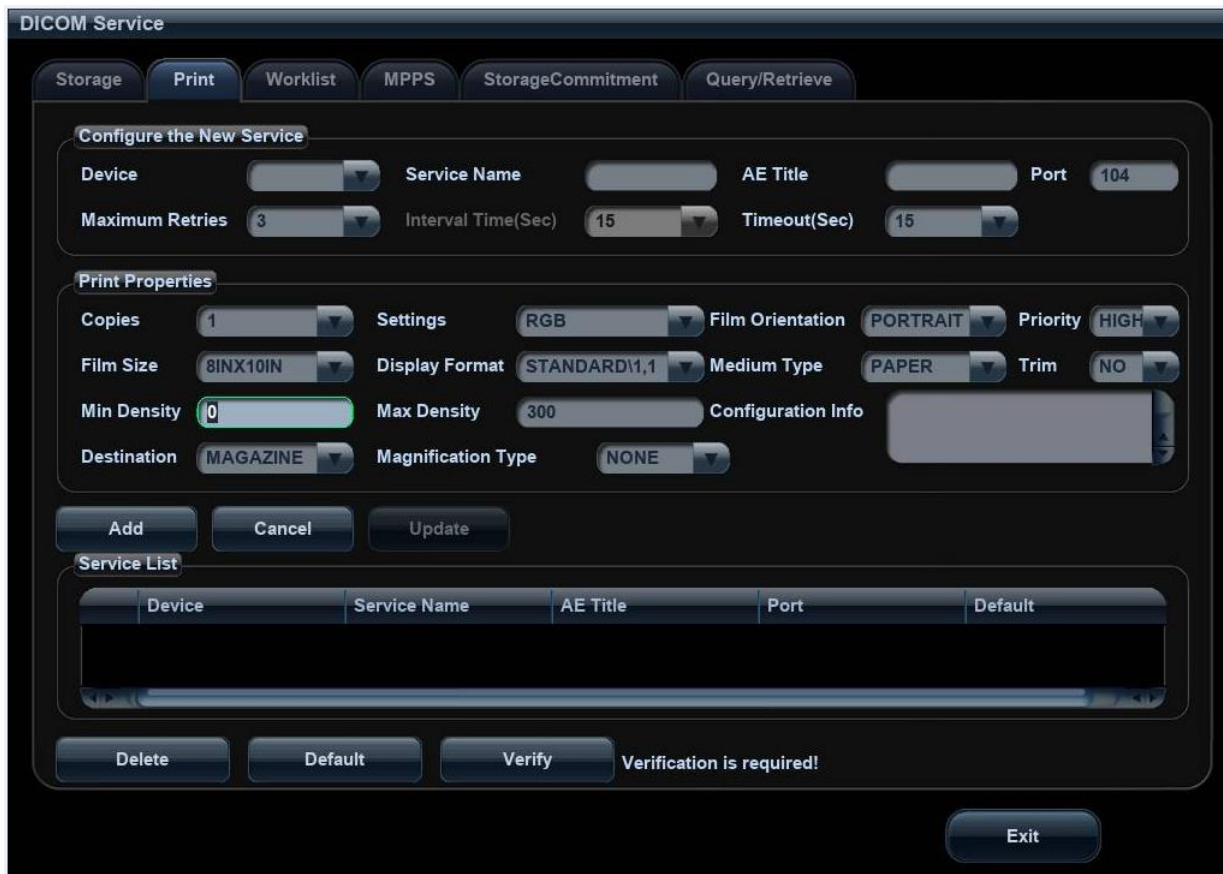 DICOM Service
Storage Print Worklist MPPS StorageCommitment Query/Retrieve
Configure the New Service
Device Service Name AE Title Port 104
Maximum Retries 3 Interval Time(Sec) 15 Timeout(Sec) 15
Print Properties
Copies 1 Settings RGB Film Orientation PORTRAIT Priority HIGH
Film Size 8INX10IN Display Format STANDARD\1,1 Medium Type PAPER Trim NO
Min Density 0 Max Density 300 Configuration Info
Destination MAGAZINE Magnification Type NONE
Add Cancel Update
Service List
Device Service Name AE Title Port Default
Delete Default Verify Verification is required!
Exit